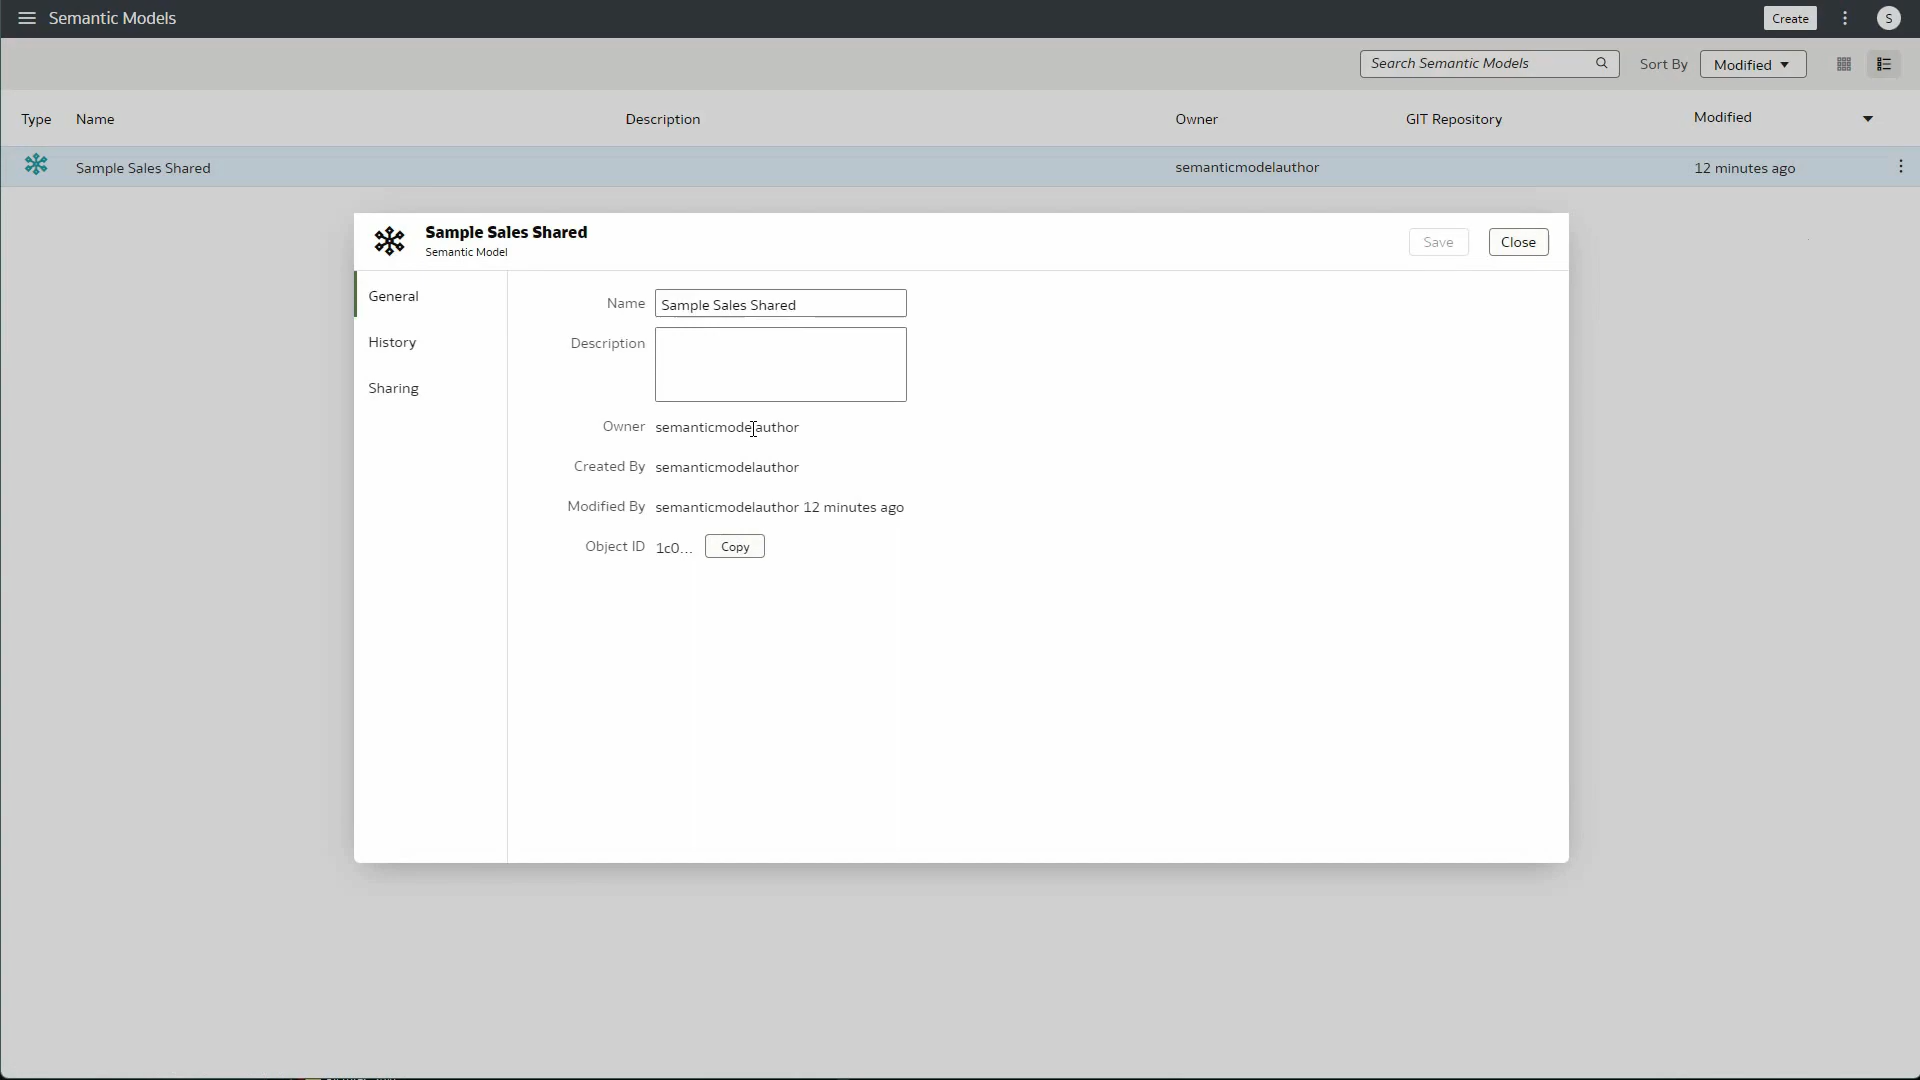 Semantic Models
Create
S
Search Semantic Models
Sort By
Modified
Type
Name
Description
Owner
GIT Repository
Modified
Sample Sales Shared
semanticmodelauthor
12 minutes ago
Sample Sales Shared
Semantic Model
Save
Close
General
History
Sharing
Name
Sample Sales Shared
Description
Owner
semanticmodelauthor
Created By
semanticmodelauthor
Modified By
semanticmodelauthor 12 minutes ago
Object ID
1c0...
Copy